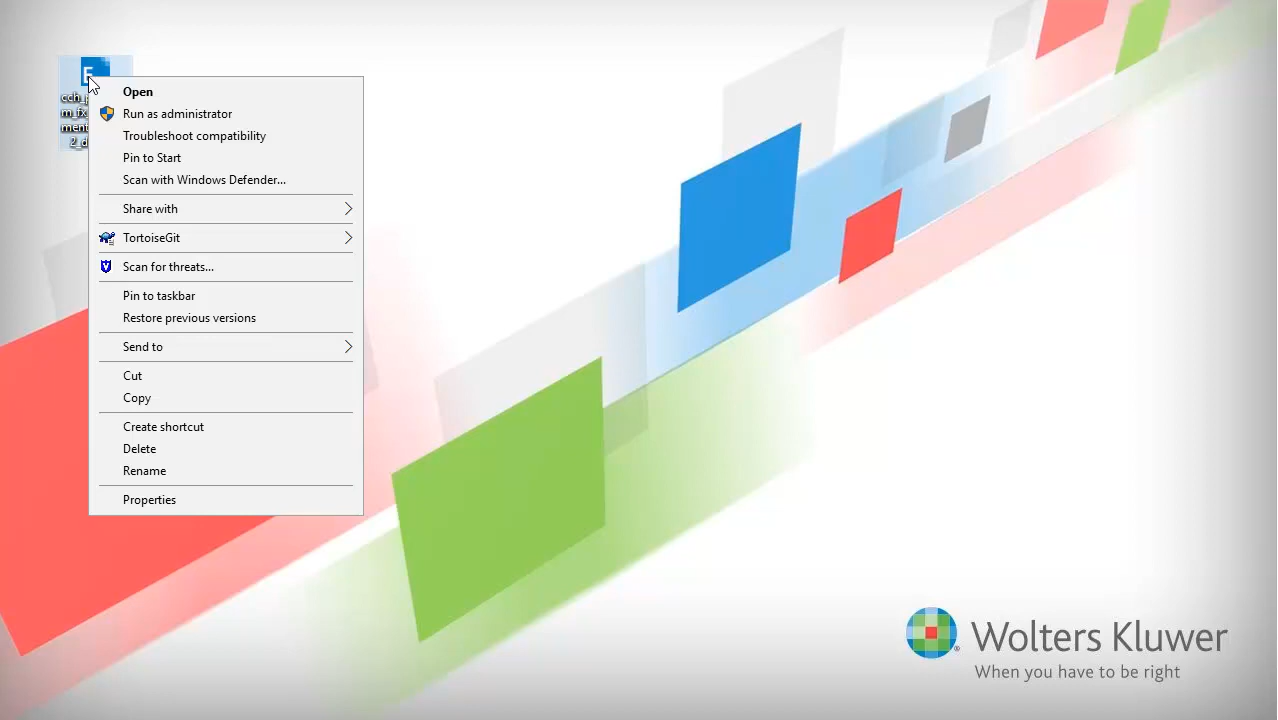 Open
Run as administrator
Troubleshoot compatibility
Pin to Start
Scan with Windows Defender...
Share with
TortoiseGit
Scan for threats...
Pin to taskbar
Restore previous versions
Send to
Cut
Copy
Create shortcut
Delete
Rename
Properties
Wolters Kluwer
When you have to be right